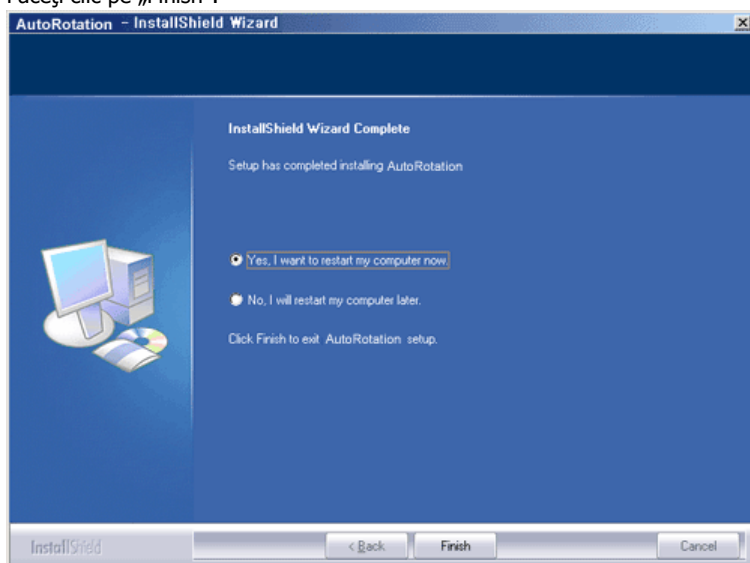 Faceţi clic pe „Finish”.
AutoRotation - InstallShield Wizard
InstallShield Wizard Complete
Setup has completed installing AutoRotation
Yes, I want to restart my computer now.
No, I will restart my computer later.
Click Finish to exit AutoRotation setup.
InstallShield
< Back
Finish
Cancel